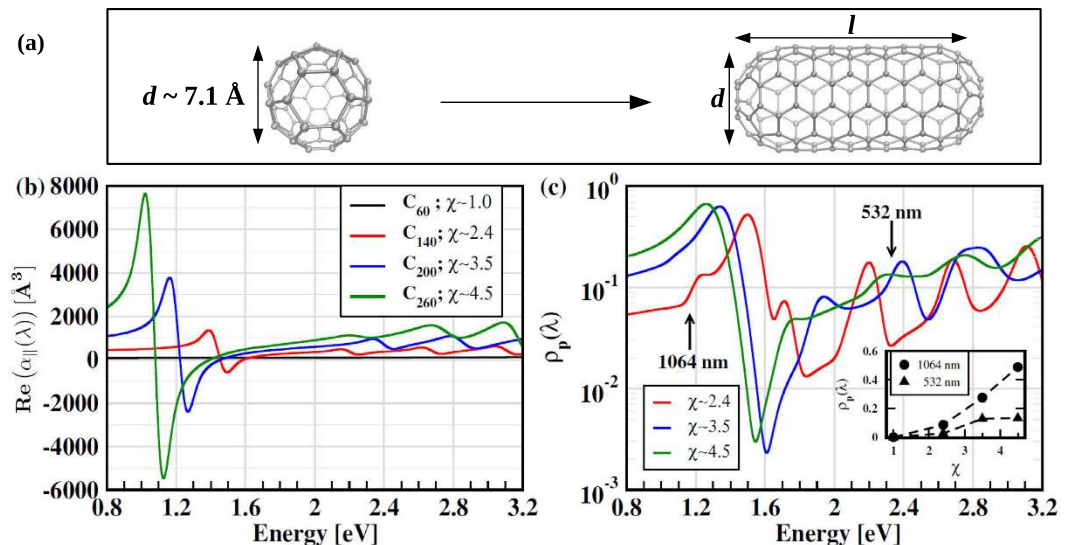 (a)
d ~ 7.1 Å
l
d
(b)
8000
6000
4000
2000
0
-2000
-4000
-6000
Re (α||(λ)) [Å³]
0.8 1.2 1.6 2 2.4 2.8 3.2
Energy [eV]
C₆₀ ; χ~1.0
C₁₄₀; χ~2.4
C₂₀₀; χ~3.5
C₂₆₀; χ~4.5
(c)
10⁰
10⁻¹
10⁻²
10⁻³
ρₚ(λ)
532 nm
1064 nm
χ~2.4
χ~3.5
χ~4.5
0.6
0.4
0.2
0
ρₚ(λ)
1064 nm
532 nm
1 2 3 4
χ
0.8 1.2 1.6 2 2.4 2.8 3.2
Energy [eV]